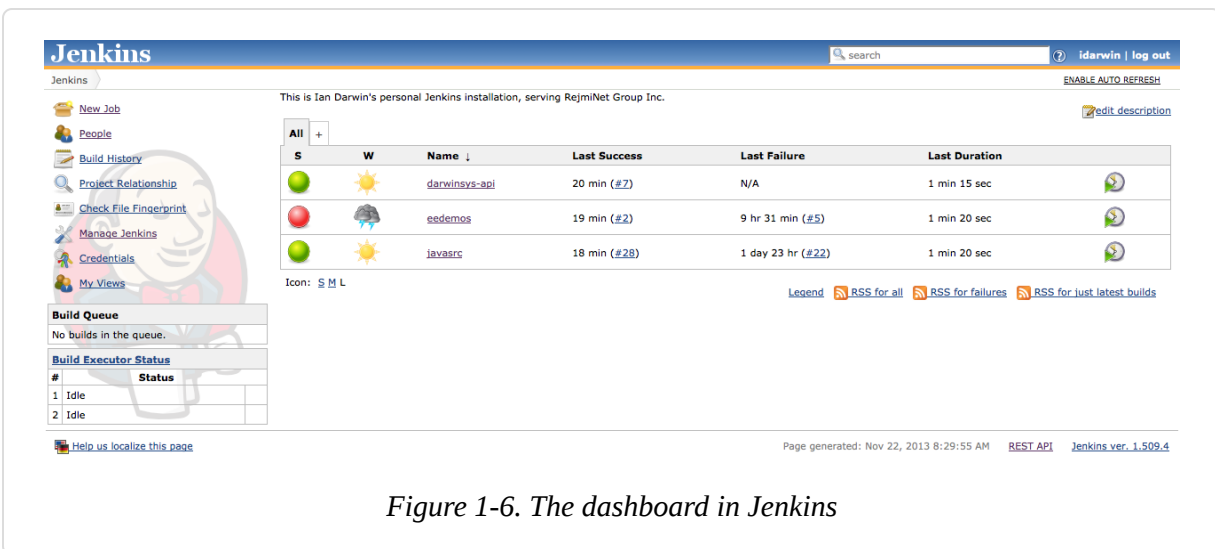 Jenkins
search
idarwin | log out
Jenkins
ENABLE AUTO REFRESH
New Job
People
Build History
Project Relationship
Check File Fingerprint
Manage Jenkins
Credentials
My Views
Build Queue
No builds in the queue.
Build Executor Status
# Status
1 Idle
2 Idle
This is Ian Darwin's personal Jenkins installation, serving RejmiNet Group Inc.
edit description
All +
S W Name ↓ Last Success Last Failure Last Duration
darwinsys-api 20 min (#7) N/A 1 min 15 sec
eedemos 19 min (#2) 9 hr 31 min (#5) 1 min 20 sec
javasrc 18 min (#28) 1 day 23 hr (#22) 1 min 20 sec
Icon: S M L
Legend RSS for all RSS for failures RSS for just latest builds
Help us localize this page
Page generated: Nov 22, 2013 8:29:55 AM REST API Jenkins ver. 1.509.4
Figure 1-6. The dashboard in Jenkins